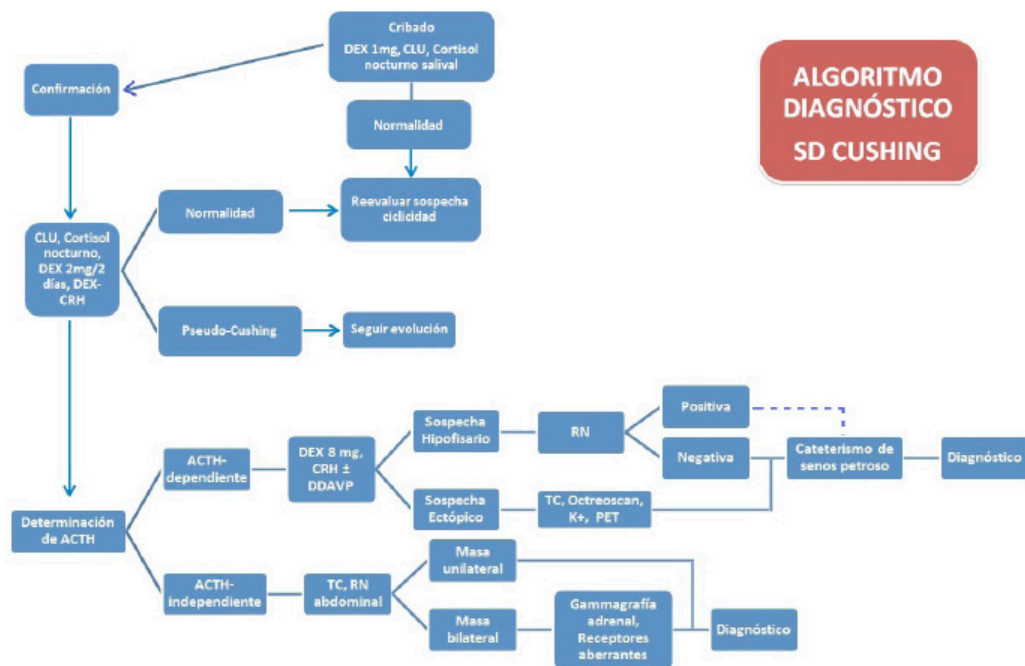 Cribado
DEX 1mg, CLU, Cortisol
nocturno salival
ALGORITMO
DIAGNÓSTICO
SD CUSHING
Confirmación
Normalidad
Normalidad
Reevaluar sospecha
ciclicidad
CLU, Cortisol
nocturno,
DEX 2mg/2
días, DEX-
CRH
Pseudo-Cushing
Seguir evolución
Determinación
de ACTH
ACTH-
dependiente
DEX 8 mg,
CRH ±
DDAVP
Sospecha
Hipofisario
RN
Positiva
Negativa
Cateterismo de
senos petroso
Diagnóstico
Sospecha
Ectópico
TC, Octreoscan,
K+, PET
ACTH-
independiente
TC, RN
abdominal
Masa
unilateral
Masa
bilateral
Gammagrafía
adrenal,
Receptores
aberrantes
Diagnóstico